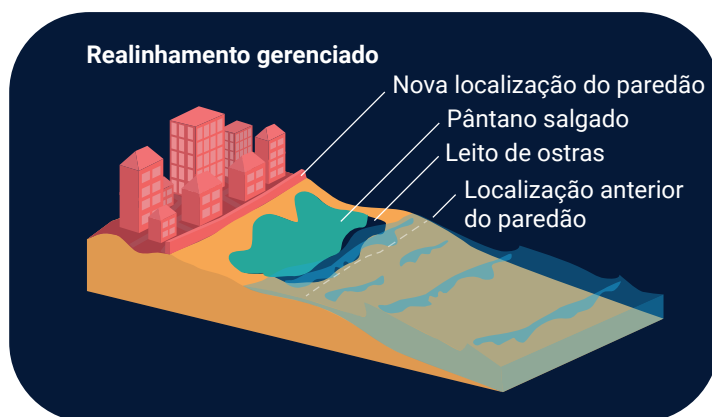 Realinhamento gerenciado
Nova localização do paredão
Pântano salgado
Leito de ostras
Localização anterior
do paredão